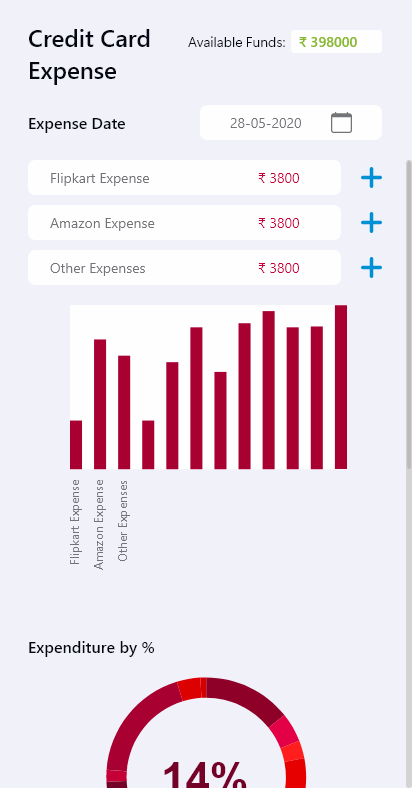 Credit Card
Expense
Available Funds: ₹ 398000
Expense Date
28-05-2020
Flipkart Expense ₹ 3800
Amazon Expense ₹ 3800
Other Expenses ₹ 3800
Flipkart Expense
Amazon Expense
Other Expenses
Expenditure by %
14%